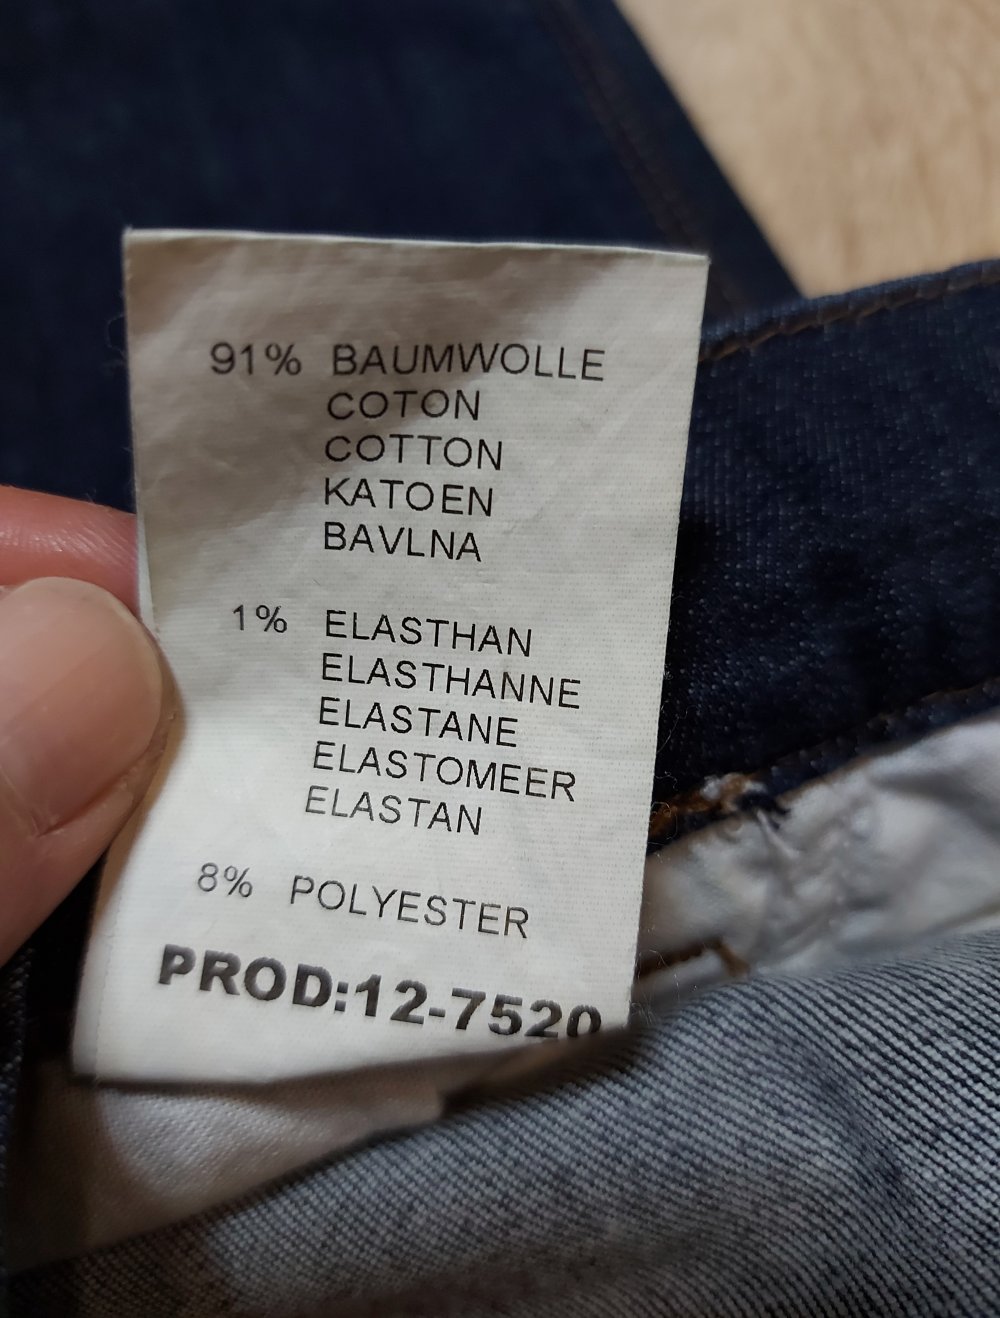 91% BAUMWOLLE
COTON
COTTON
KATOEN
BAVLNA
1% ELASTHAN
ELASTHANNE
ELASTANE
ELASTOMEER
ELASTAN
8% POLYESTER
PROD:12-7520